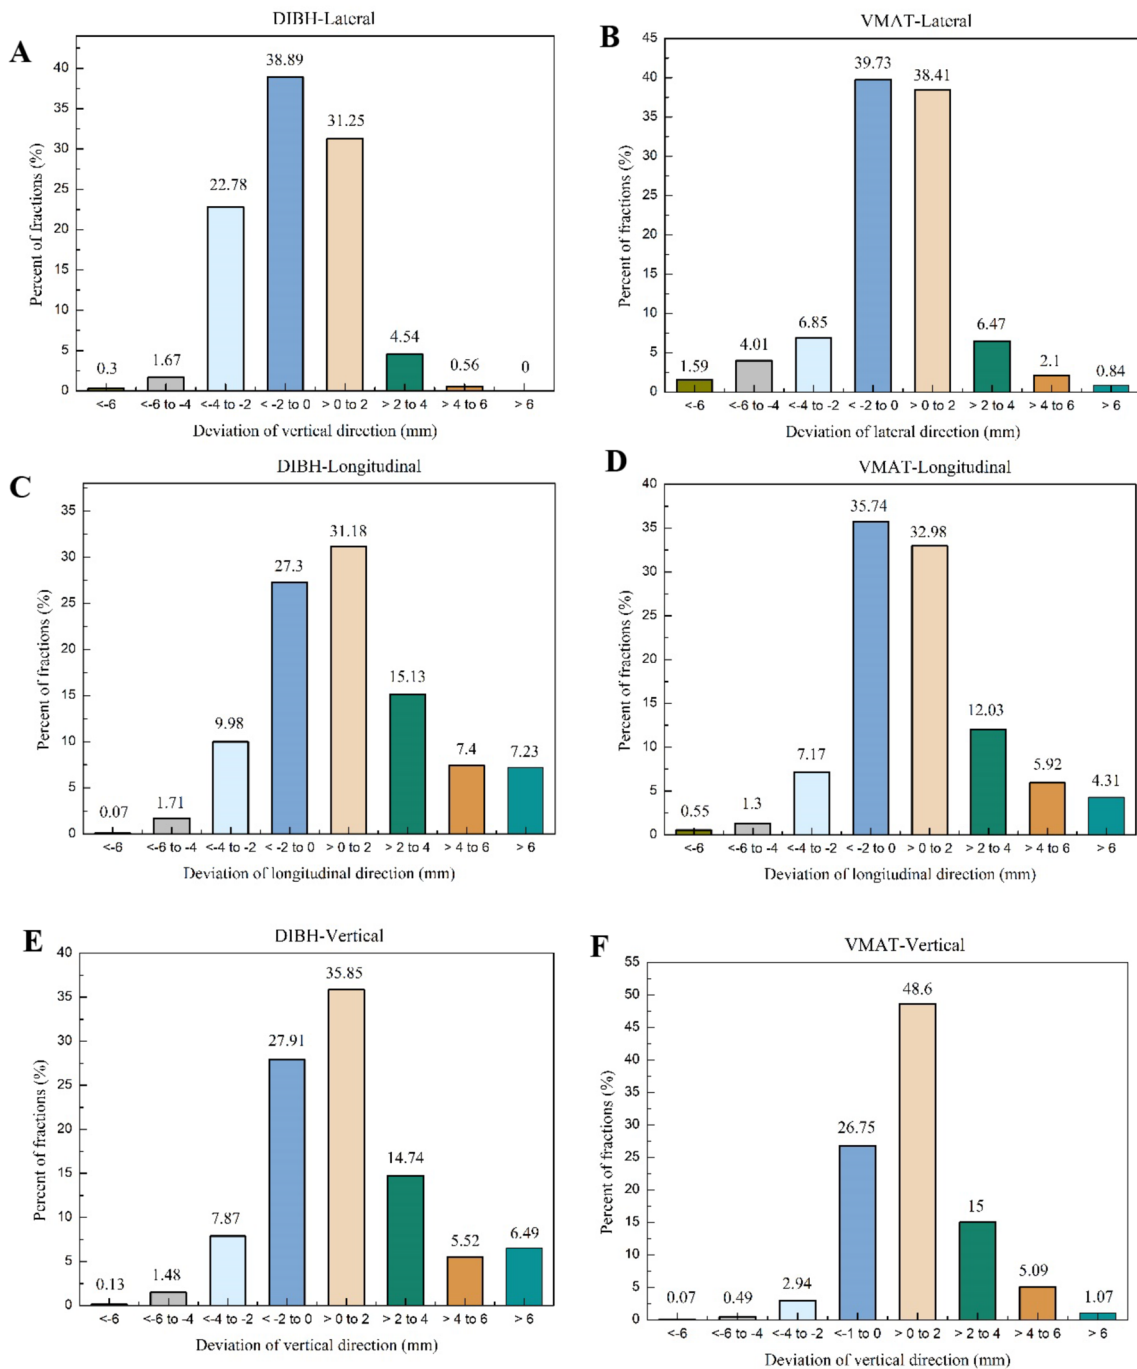 A
DIBH-Lateral
Percent of fractions (%)
40
35
30
25
20
15
10
5
0
0.3
1.67
22.78
38.89
31.25
4.54
0.56
0
<-6
<-6 to -4
<-4 to -2
< -2 to 0
> 0 to 2
> 2 to 4
> 4 to 6
> 6
Deviation of vertical direction (mm)
B
VMAT-Lateral
Percent of fractions (%)
45
40
35
30
25
20
15
10
5
0
1.59
4.01
6.85
39.73
38.41
6.47
2.1
0.84
<-6
<-6 to -4
<-4 to -2
< -2 to 0
> 0 to 2
> 2 to 4
> 4 to 6
> 6
Deviation of lateral direction (mm)
C
DIBH-Longitudinal
Percent of fractions (%)
35
30
25
20
15
10
5
0
0.07
1.71
9.98
27.3
31.18
15.13
7.4
7.23
<-6
<-6 to -4
<-4 to -2
< -2 to 0
> 0 to 2
> 2 to 4
> 4 to 6
> 6
Deviation of longitudinal direction (mm)
D
VMAT-Longitudinal
Percent of fractions (%)
40
35
30
25
20
15
10
5
0
0.55
1.3
7.17
35.74
32.98
12.03
5.92
4.31
<-6
<-6 to -4
<-4 to -2
< -2 to 0
> 0 to 2
> 2 to 4
> 4 to 6
> 6
Deviation of longitudinal direction (mm)
E
DIBH-Vertical
Percent of fractions (%)
40
35
30
25
20
15
10
5
0
0.13
1.48
7.87
27.91
35.85
14.74
5.52
6.49
<-6
<-6 to -4
<-4 to -2
< -2 to 0
> 0 to 2
> 2 to 4
> 4 to 6
> 6
Deviation of vertical direction (mm)
F
VMAT-Vertical
Percent of fractions (%)
55
50
45
40
35
30
25
20
15
10
5
0
0.07
0.49
2.94
26.75
48.6
15
5.09
1.07
<-6
<-6 to -4
<-4 to -2
<-1 to 0
> 0 to 2
> 2 to 4
> 4 to 6
> 6
Deviation of vertical direction (mm)